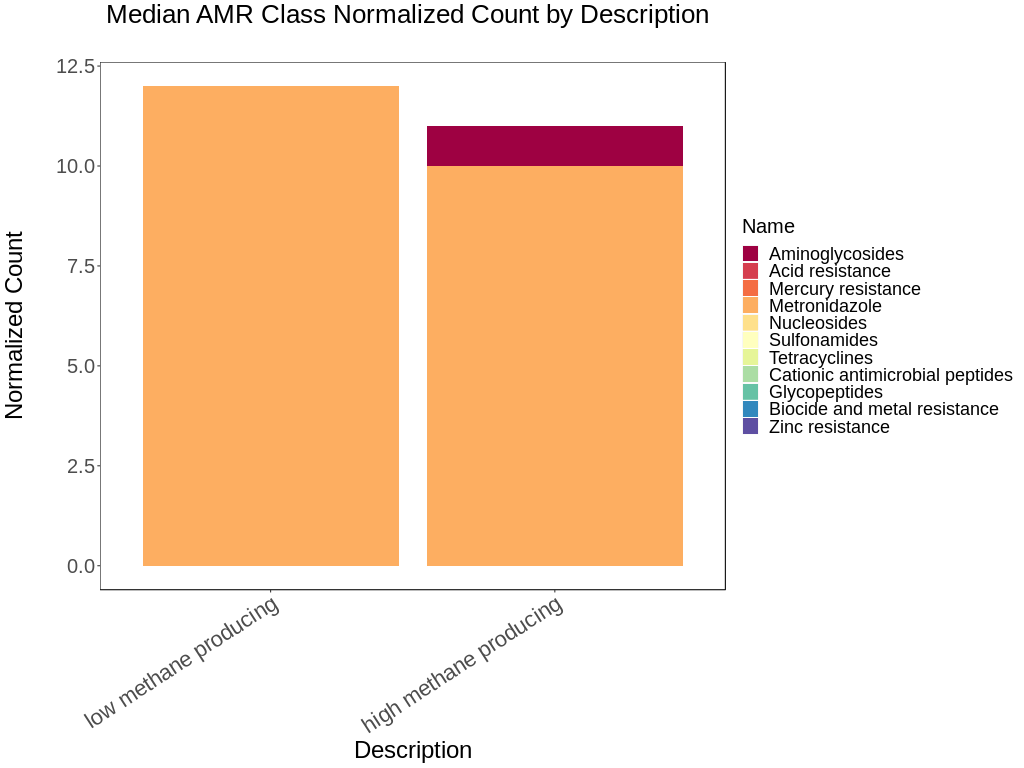 Median AMR Class Normalized Count by Description
12.5
10.0
7.5
5.0
2.5
0.0
Normalized Count
low methane producing
high methane producing
Description
Name
Aminoglycosides
Acid resistance
Mercury resistance
Metronidazole
Nucleosides
Sulfonamides
Tetracyclines
Cationic antimicrobial peptides
Glycopeptides
Biocide and metal resistance
Zinc resistance